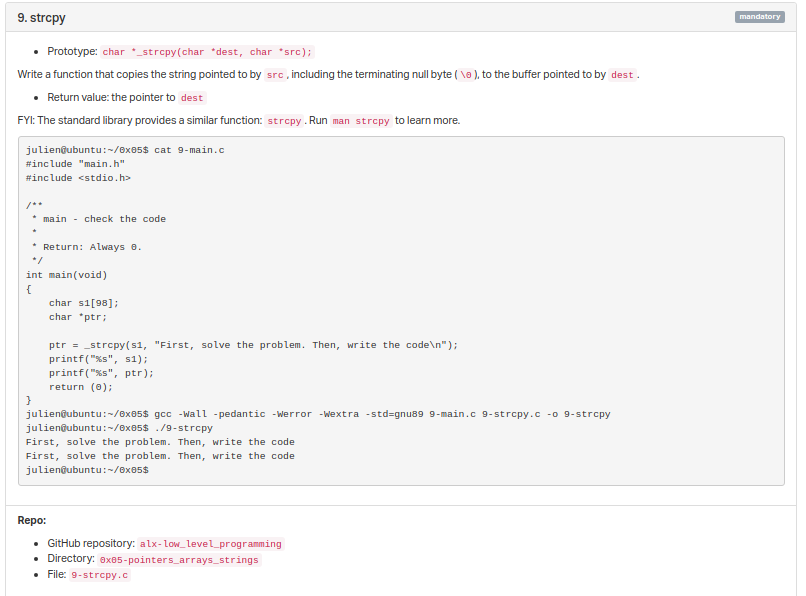 9. strcpy
mandatory
Prototype: char *_strcpy(char *dest, char *src);
Write a function that copies the string pointed to by src, including the terminating null byte (\0), to the buffer pointed to by dest.
Return value: the pointer to dest
FYI: The standard library provides a similar function: strcpy. Run man strcpy to learn more.
julien@ubuntu:~/0x05$ cat 9-main.c
#include "main.h"
#include <stdio.h>
/**
 * main - check the code
 *
 * Return: Always 0.
 */
int main(void)
{
    char s1[98];
    char *ptr;
    ptr = _strcpy(s1, "First, solve the problem. Then, write the code\n");
    printf("%s", s1);
    printf("%s", ptr);
    return (0);
}
julien@ubuntu:~/0x05$ gcc -Wall -pedantic -Werror -Wextra -std=gnu89 9-main.c 9-strcpy.c -o 9-strcpy
julien@ubuntu:~/0x05$ ./9-strcpy
First, solve the problem. Then, write the code
First, solve the problem. Then, write the code
julien@ubuntu:~/0x05$
Repo:
GitHub repository: alx-low_level_programming
Directory: 0x05-pointers_arrays_strings
File: 9-strcpy.c